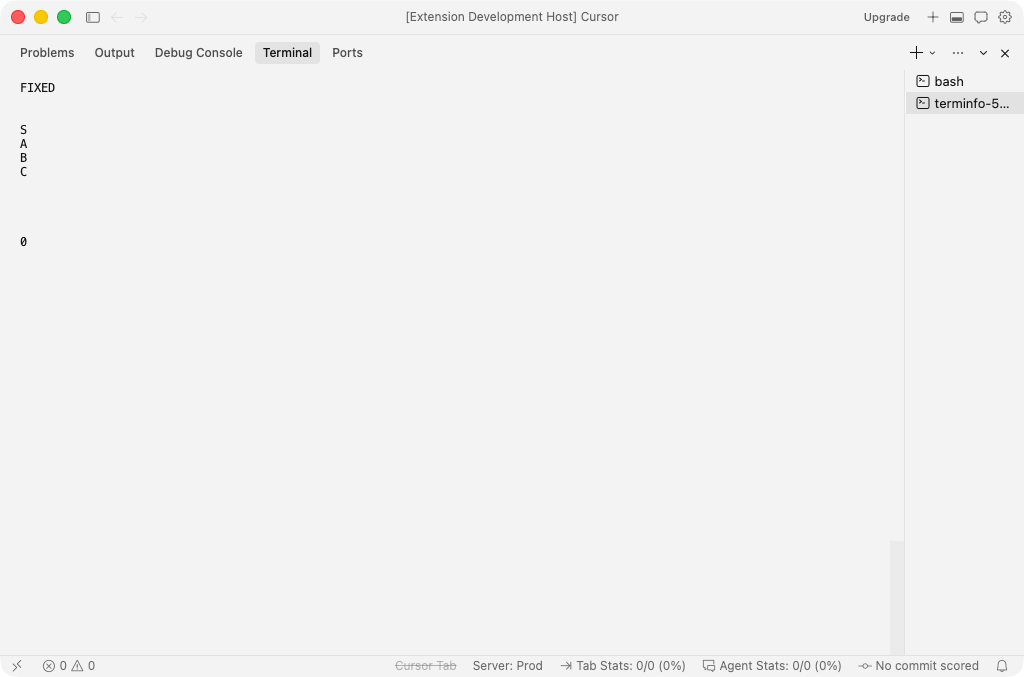 [Extension Development Host] Cursor
Upgrade
Problems Output Debug Console Terminal Ports
FIXED
S
A
B
C
0
bash
terminfo-5...
0 0 Cursor Tab Server: Prod Tab Stats: 0/0 (0%) Agent Stats: 0/0 (0%) No commit scored